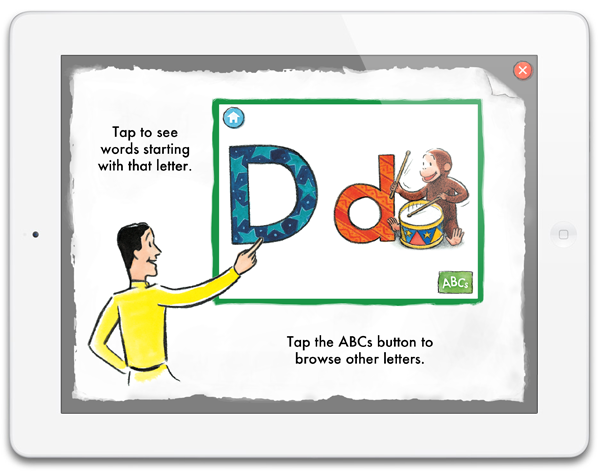 Tap to see
words starting
with that letter.
D d
ABCs
Tap the ABCs button to
browse other letters.